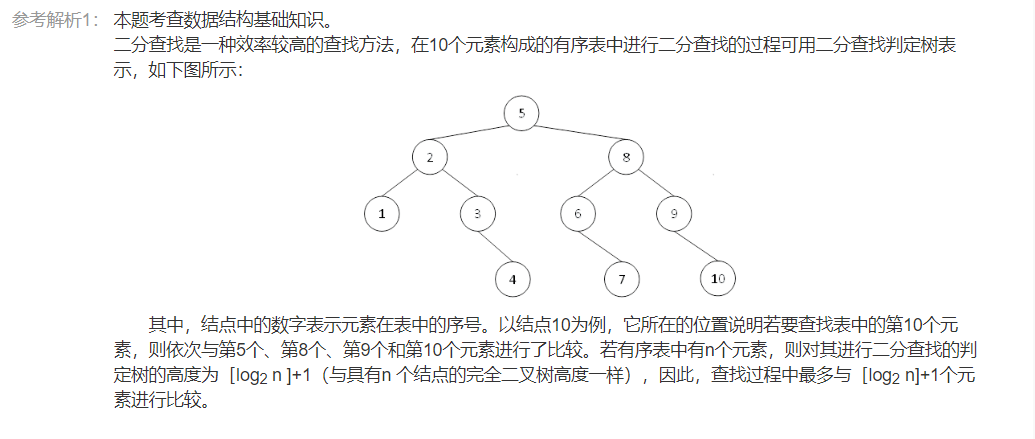 参考解析1： 本题考查数据结构基础知识。
二分查找是一种效率较高的查找方法，在10个元素构成的有序表中进行二分查找的过程可用二分查找判定树表
示，如下图所示：
5
2 8
1 3 6 9
4 7 10
其中，结点中的数字表示元素在表中的序号。以结点10为例，它所在的位置说明若要查找表中的第10个元
素，则依次与第5个、第8个、第9个和第10个元素进行了比较。若有序表中有n个元素，则对其进行二分查找的判
定树的高度为［log₂ n ]+1（与具有n 个结点的完全二叉树高度一样），因此，查找过程中最多与［log₂ n]+1个元
素进行比较。